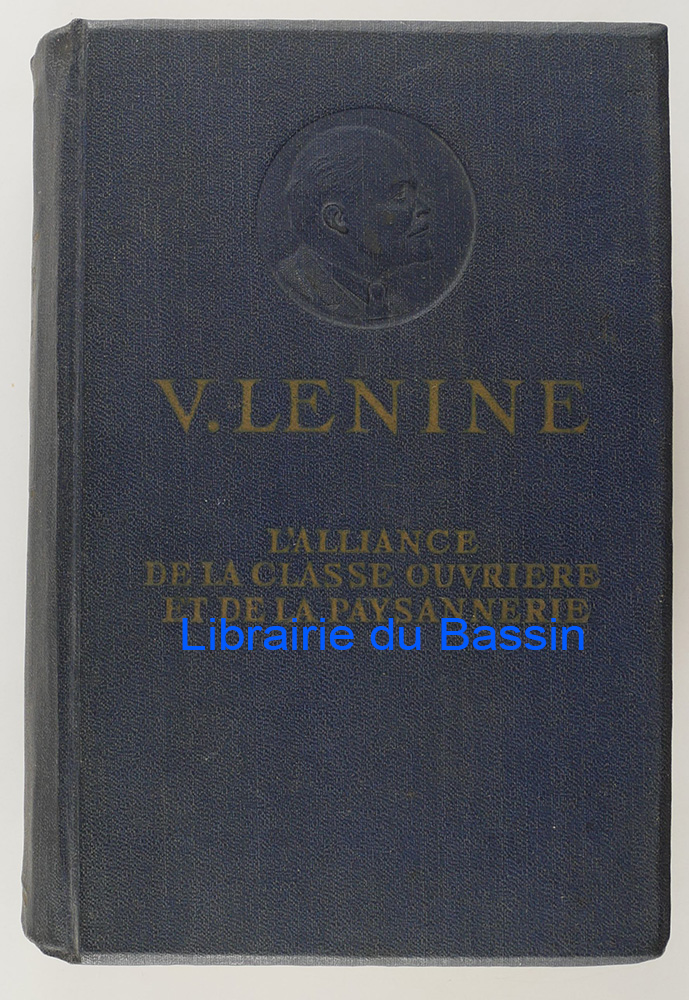 V. LENINE
L'ALLIANCE
DE LA CLASSE OUVRIERE
ET DE LA PAYSANNERIE
Librairie du Bassin